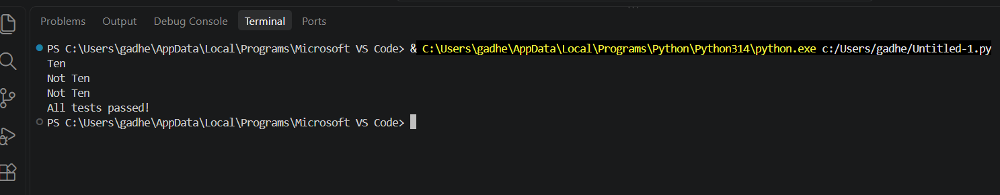 Problems Output Debug Console Terminal Ports
PS C:\Users\gadhe\AppData\Local\Programs\Microsoft VS Code> & C:\Users\gadhe\AppData\Local\Programs\Python\Python314\python.exe c:/Users/gadhe/Untitled-1.py
Ten
Not Ten
Not Ten
All tests passed!
PS C:\Users\gadhe\AppData\Local\Programs\Microsoft VS Code>